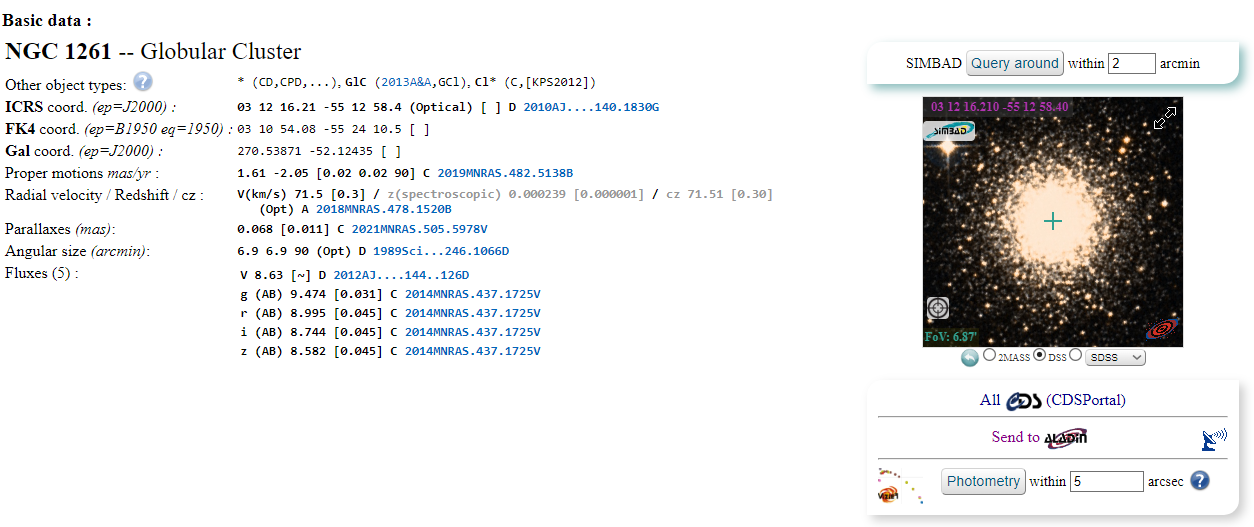 Basic data :
NGC 1261 -- Globular Cluster
Other object types: ? * (CD,CPD,...), GlC (2013A&A,GCl), Cl* (C,[KPS2012])
ICRS coord. (ep=J2000) : 03 12 16.21 -55 12 58.4 (Optical) [ ] D 2010AJ....140.1830G
FK4 coord. (ep=B1950 eq=1950) : 03 10 54.08 -55 24 10.5 [ ]
Gal coord. (ep=J2000) : 270.53871 -52.12435 [ ]
Proper motions mas/yr : 1.61 -2.05 [0.02 0.02 90] C 2019MNRAS.482.5138B
Radial velocity / Redshift / cz : V(km/s) 71.5 [0.3] / z(spectroscopic) 0.000239 [0.000001] / cz 71.51 [0.30]
(Opt) A 2018MNRAS.478.1520B
Parallaxes (mas): 0.068 [0.011] C 2021MNRAS.505.5978V
Angular size (arcmin): 6.9 6.9 90 (Opt) D 1989Sci...246.1066D
Fluxes (5) : V 8.63 [~] D 2012AJ....144..126D
g (AB) 9.474 [0.031] C 2014MNRAS.437.1725V
r (AB) 8.995 [0.045] C 2014MNRAS.437.1725V
i (AB) 8.744 [0.045] C 2014MNRAS.437.1725V
z (AB) 8.582 [0.045] C 2014MNRAS.437.1725V
SIMBAD Query around within 2 arcmin
03 12 16.210 -55 12 58.40
SIMBAD
FoV: 6.87'
2MASS DSS SDSS
All CDS (CDSPortal)
Send to ALADIN
VizieR Photometry within 5 arcsec ?